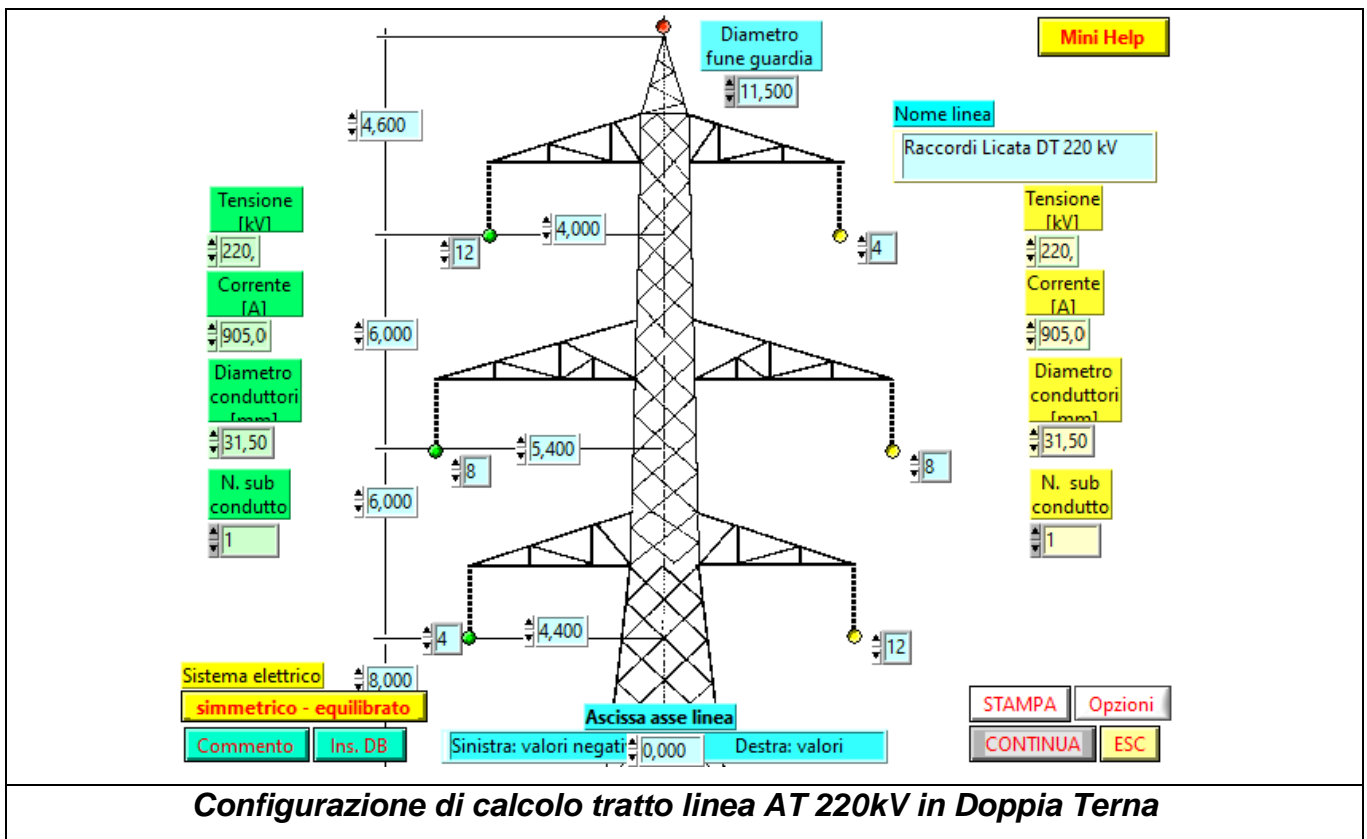 Diametro
fune guardia
11,500
Mini Help
4,600
Nome linea
Raccordi Licata DT 220 kV
Tensione
[kV]
220,
4,000
12
4
Tensione
[kV]
220,
Corrente
[A]
905,0
6,000
Corrente
[A]
905,0
Diametro
conduttori
[mm]
31,50
5,400
8
8
Diametro
conduttori
[mm]
31,50
N. sub
condutto
1
6,000
N. sub
condutto
1
4
4,400
12
Sistema elettrico
8,000
simmetrico - equilibrato
Commento
Ins. DB
Ascissa asse linea
Sinistra: valori negati
0,000
Destra: valori
STAMPA
Opzioni
CONTINUA
ESC
Configurazione di calcolo tratto linea AT 220kV in Doppia Terna